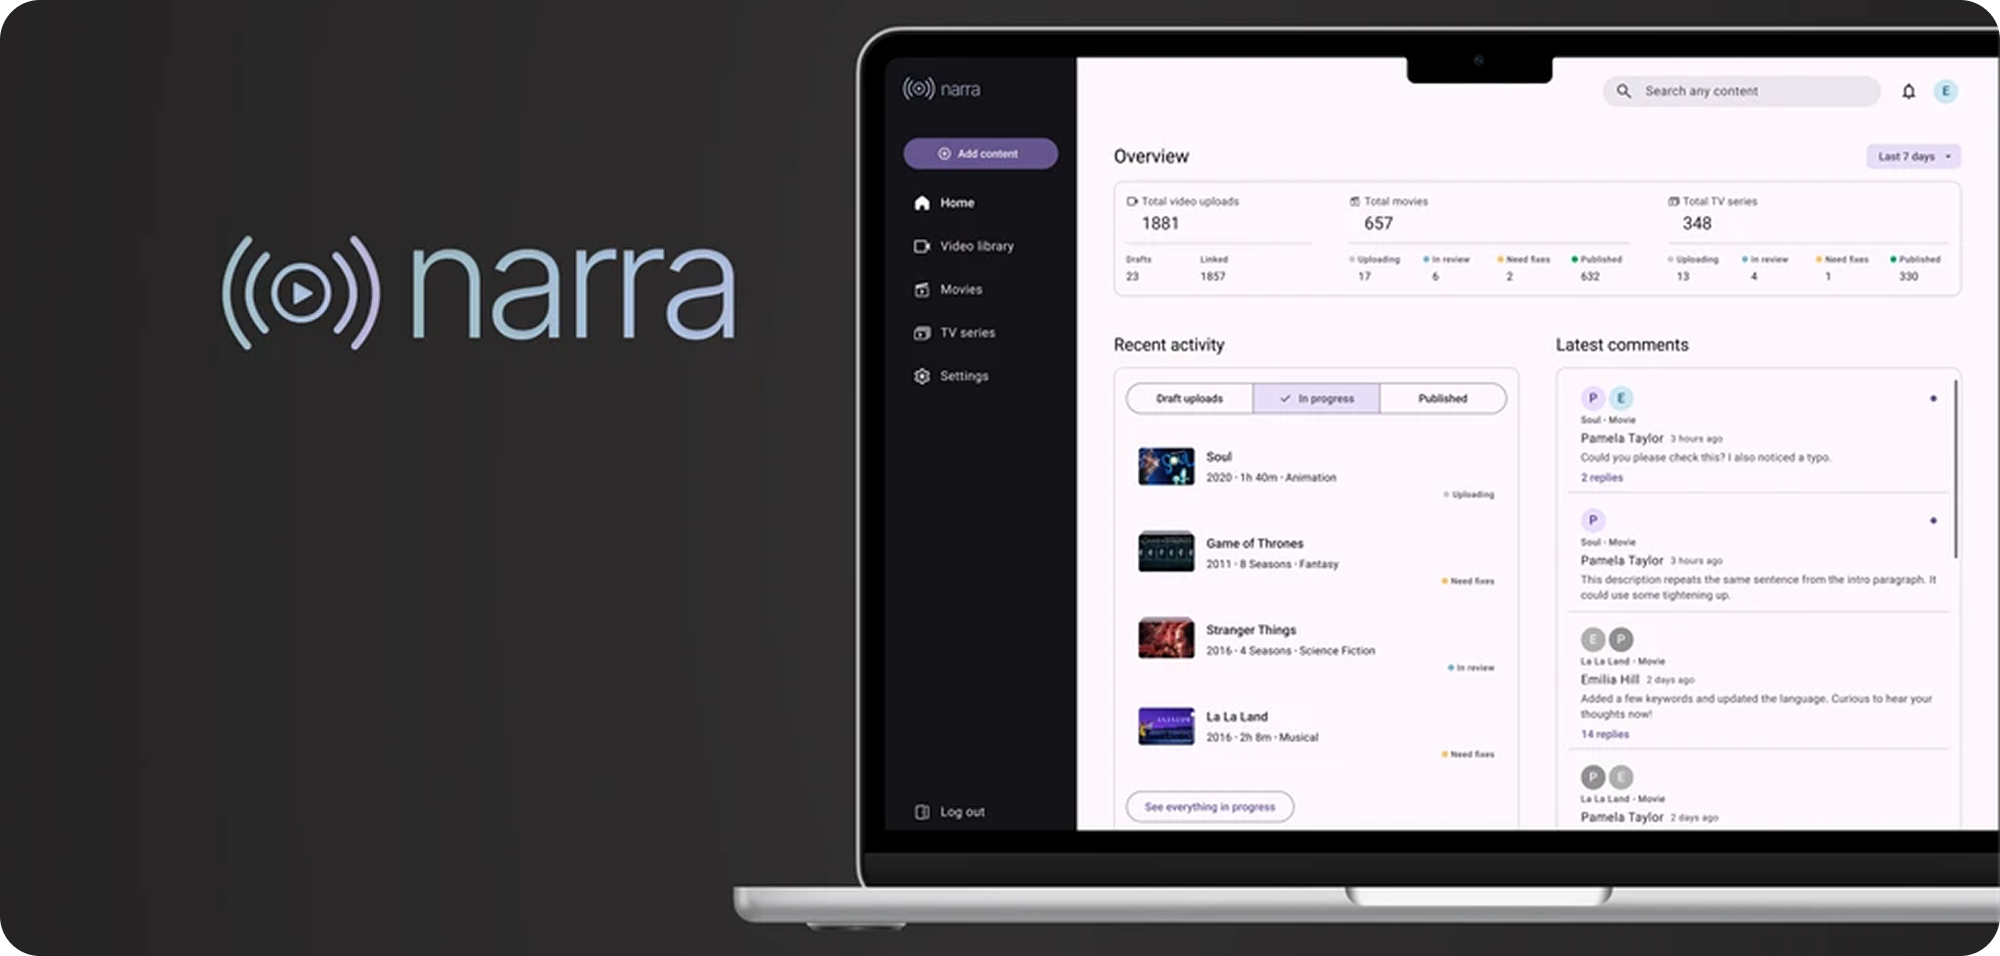 narra
narra
Add content
Home
Video library
Movies
TV series
Settings
Log out
Search any content
E
Overview
Last 7 days
Total video uploads
1881
Drafts
Linked
23
1857
Total movies
657
Uploading
In review
Need fixes
Published
17
6
2
632
Total TV series
348
Uploading
In review
Need fixes
Published
13
4
1
330
Recent activity
Draft uploads
In progress
Published
Soul
2020 · 1h 40m · Animation
Uploading
Game of Thrones
2011 · 8 Seasons · Fantasy
Need fixes
Stranger Things
2016 · 4 Seasons · Science Fiction
In review
La La Land
2016 · 2h 8m · Musical
Need fixes
See everything in progress
Latest comments
P E
Soul · Movie
Pamela Taylor 3 hours ago
Could you please check this? I also noticed a typo.
2 replies
P
Soul · Movie
Pamela Taylor 3 hours ago
This description repeats the same sentence from the intro paragraph. It
could use some tightening up.
E P
La La Land · Movie
Emilia Hill 2 days ago
Added a few keywords and updated the language. Curious to hear your
thoughts now!
14 replies
P E
La La Land · Movie
Pamela Taylor 2 days ago